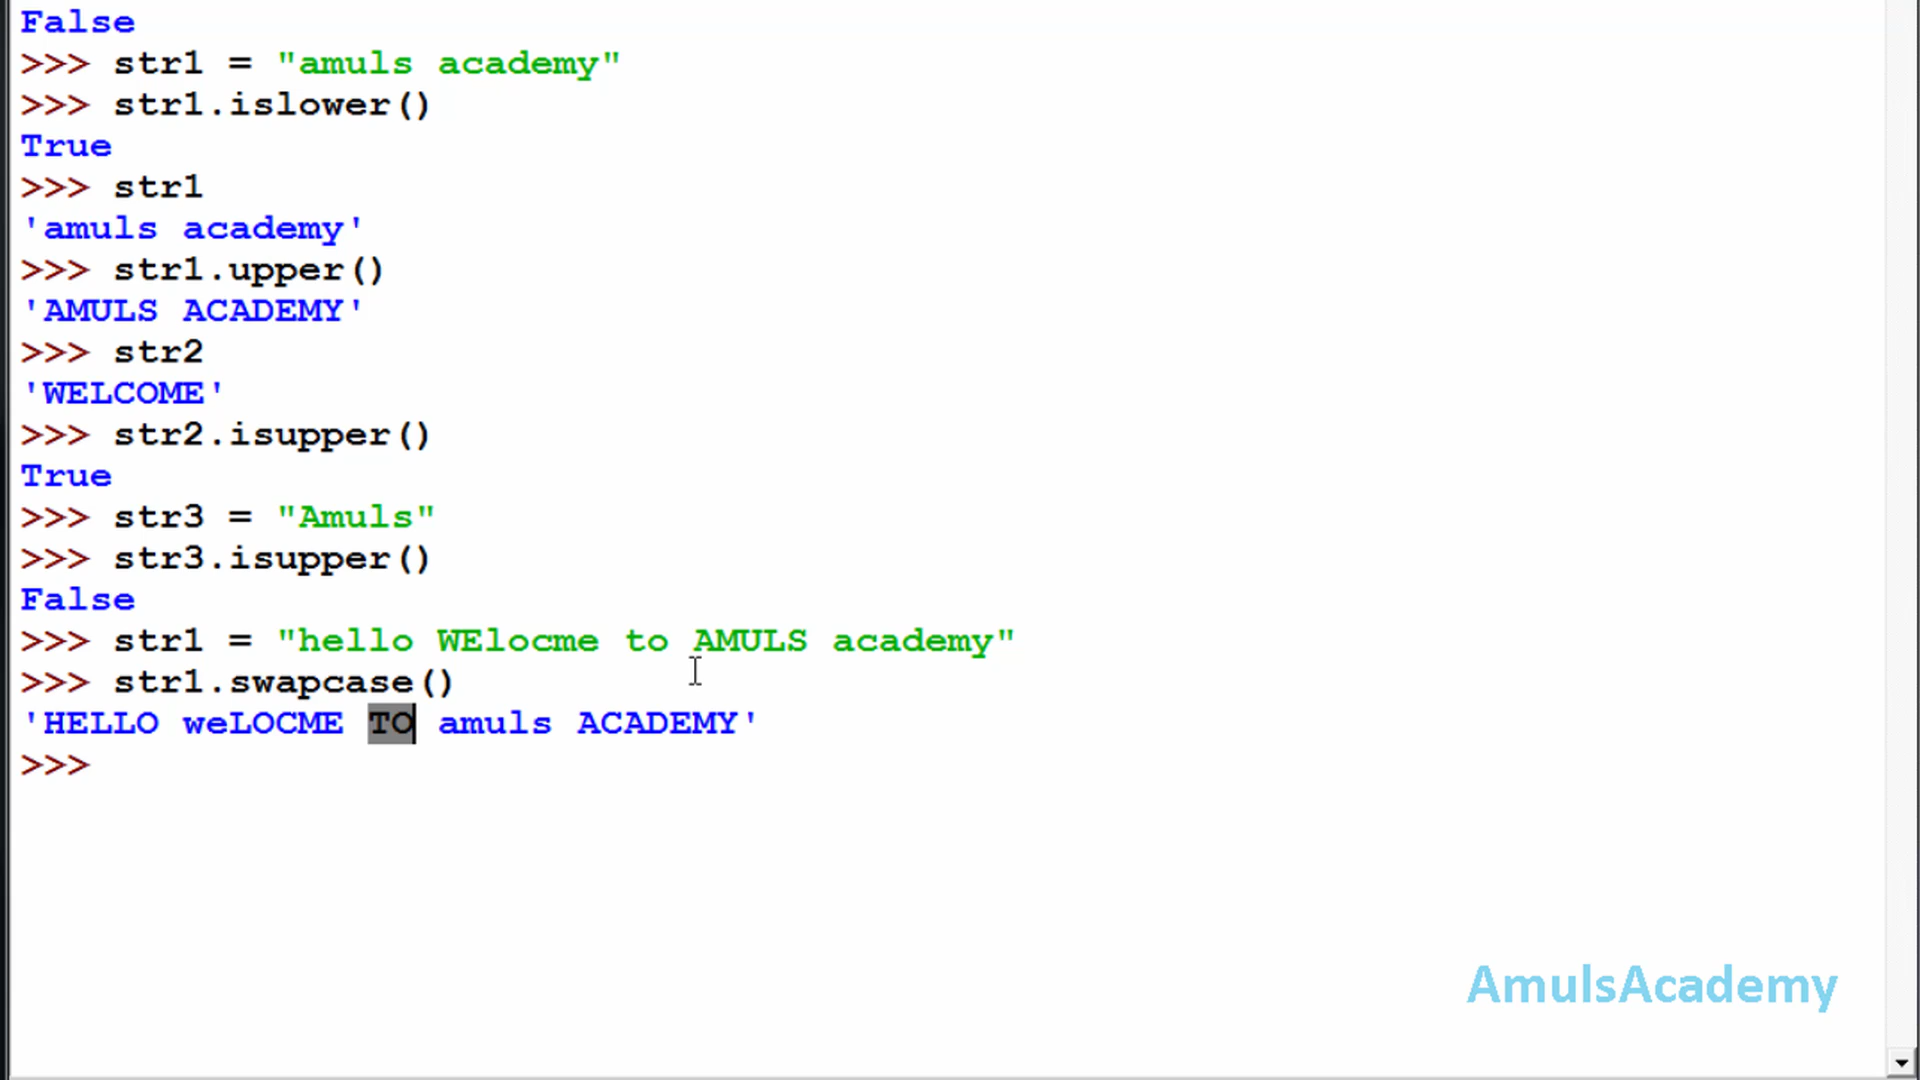 False
>>> str1 = "amuls academy"
>>> str1.islower()
True
>>> str1
'amuls academy'
>>> str1.upper()
'AMULS ACADEMY'
>>> str2
'WELCOME'
>>> str2.isupper()
True
>>> str3 = "Amuls"
>>> str3.isupper()
False
>>> str1 = "hello WElocme to AMULS academy"
>>> str1.swapcase()
'HELLO weLOCME TO amuls ACADEMY'
>>>
AmulsAcademy